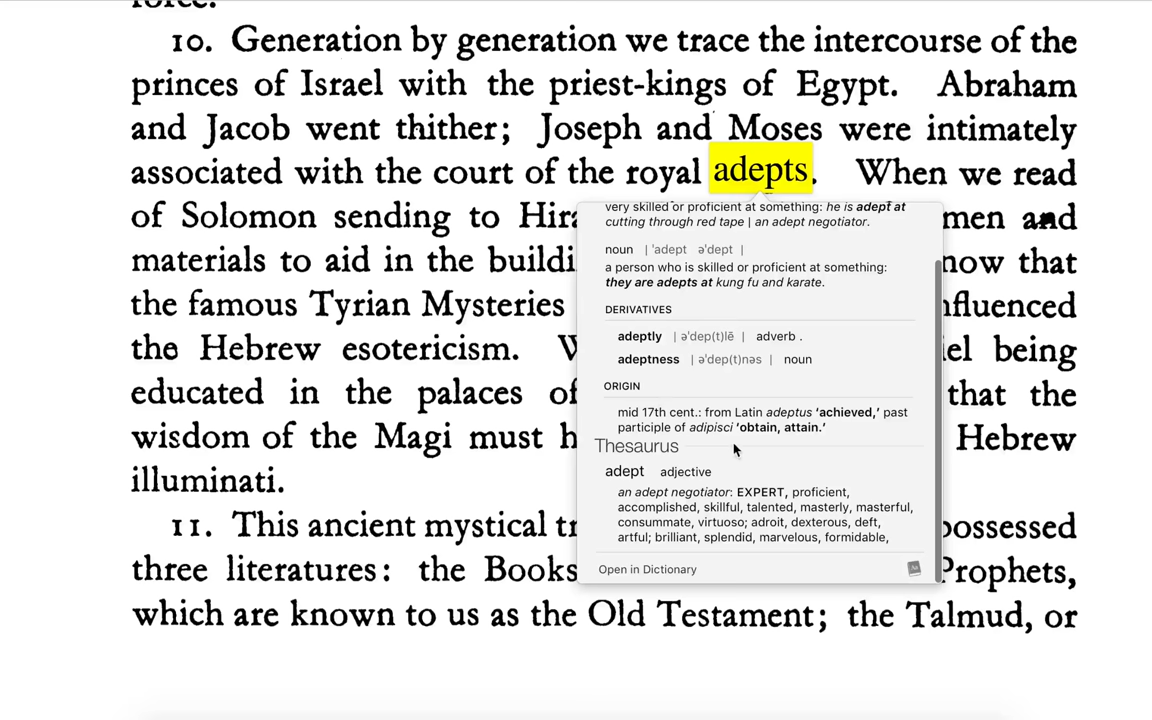 force.
10. Generation by generation we trace the intercourse of the
princes of Israel with the priest-kings of Egypt. Abraham
and Jacob went thither; Joseph and Moses were intimately
associated with the court of the royal adepts. When we read
of Solomon sending to Hira men and
materials to aid in the buildi now that
the famous Tyrian Mysteries nfluenced
the Hebrew esotericism. W el being
educated in the palaces of that the
wisdom of the Magi must h Hebrew
illuminati.
11. This ancient mystical tr possessed
three literatures: the Books Prophets,
which are known to us as the Old Testament; the Talmud, or
very skilled or proficient at something: he is adept at
cutting through red tape | an adept negotiator.
noun | ˈadept əˈdept |
a person who is skilled or proficient at something:
they are adepts at kung fu and karate.
DERIVATIVES
adeptly | əˈdep(t)lē | adverb .
adeptness | əˈdep(t)nəs | noun
ORIGIN
mid 17th cent.: from Latin adeptus ‘achieved,’ past
participle of adipisci ‘obtain, attain.’
Thesaurus
adept adjective
an adept negotiator: EXPERT, proficient,
accomplished, skillful, talented, masterly, masterful,
consummate, virtuoso; adroit, dexterous, deft,
artful; brilliant, splendid, marvelous, formidable,
Open in Dictionary